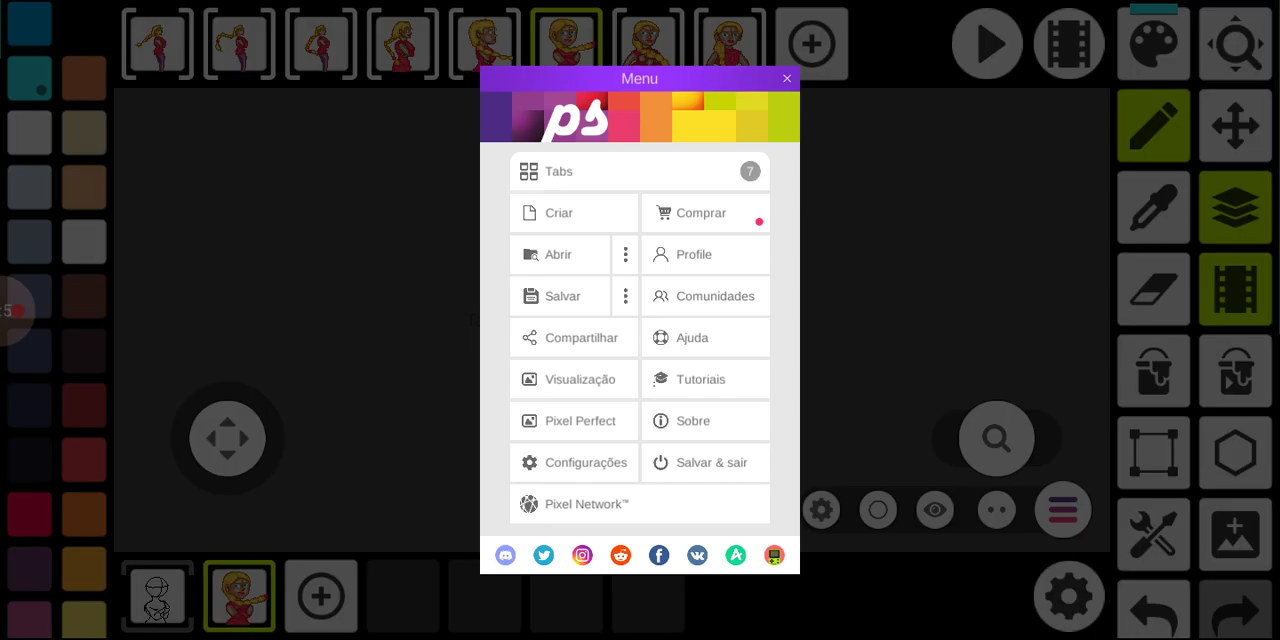 Menu
ps
Tabs 7
Criar
Comprar
Abrir
Profile
Salvar
Comunidades
:5
Compartilhar
Ajuda
Visualização
Tutoriais
Pixel Perfect
Sobre
Configurações
Salvar & sair
Pixel Network™